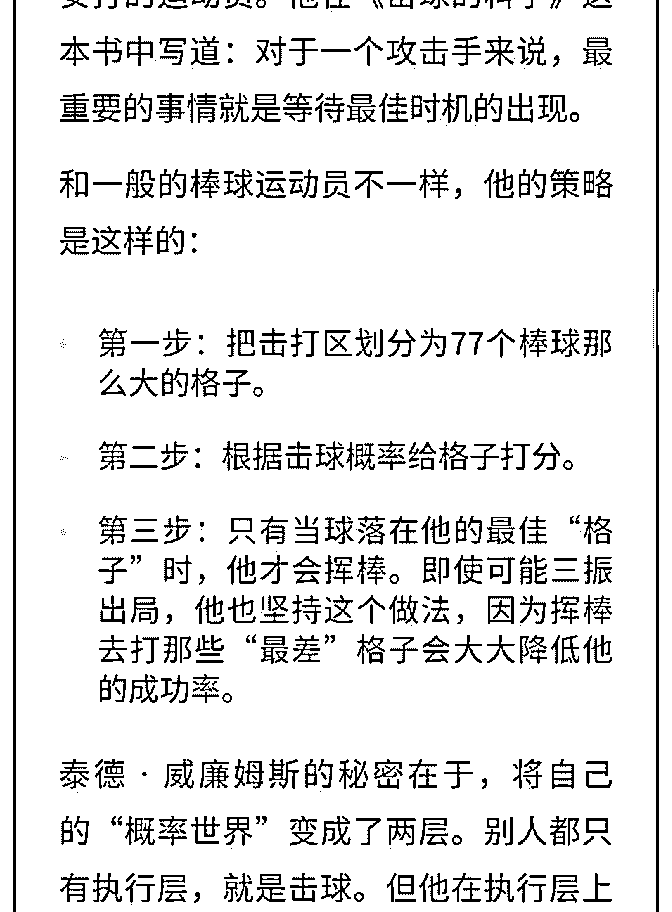 本书中写道：对于一个攻击手来说，最
重要的事情就是等待最佳时机的出现。
和一般的棒球运动员不一样，他的策略
是这样的：
第一步：把击打区划分为77个棒球那
么大的格子。
第二步：根据击球概率给格子打分。
第三步：只有当球落在他的最佳“格
子”时，他才会挥棒。即使可能三振
出局，他也坚持这个做法，因为挥棒
去打那些“最差”格子会大大降低他
的成功率。
泰德·威廉姆斯的秘密在于，将自己
的“概率世界”变成了两层。别人都只
有执行层，就是击球。但他在执行层上